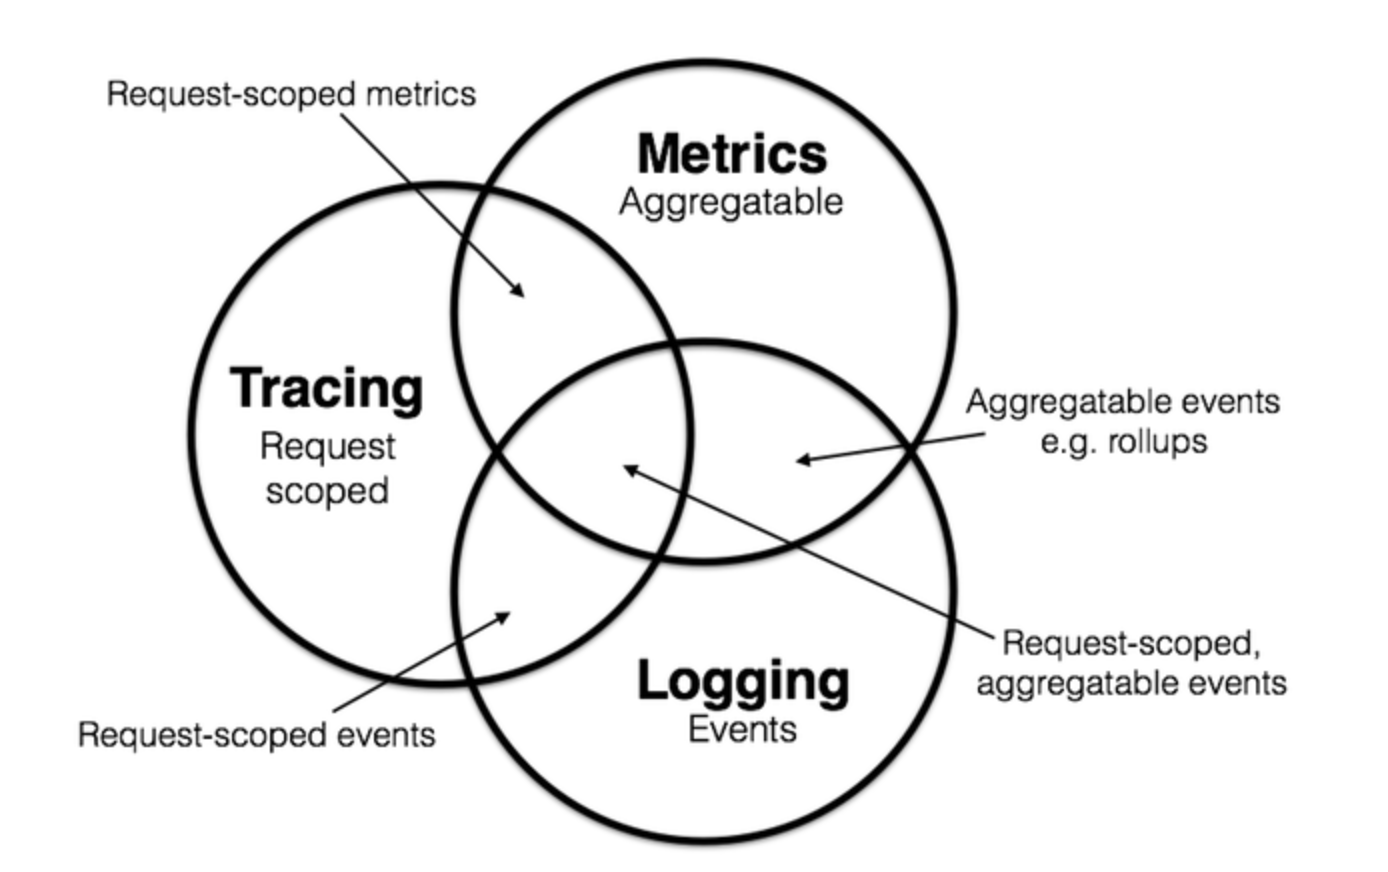 Request-scoped metrics
Metrics
Aggregatable
Tracing
Request
scoped
Aggregatable events
e.g. rollups
Request-scoped,
aggregatable events
Logging
Events
Request-scoped events